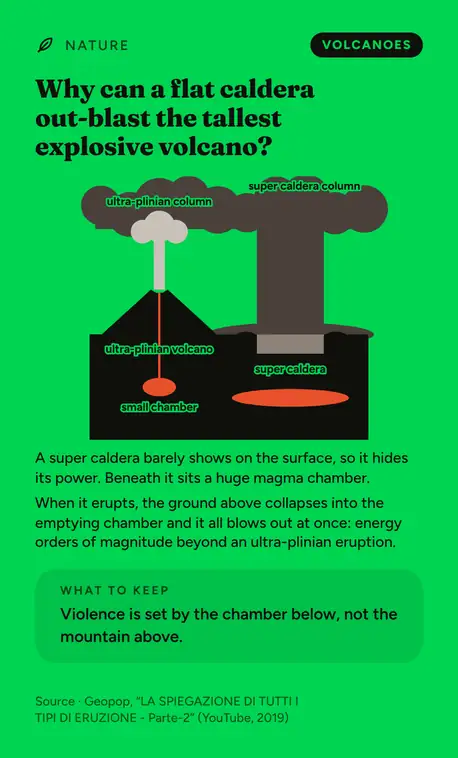 NATURE
VOLCANOES
Why can a flat caldera
out-blast the tallest
explosive volcano?
super caldera column
ultra-plinian column
ultra-plinian volcano
super caldera
small chamber
A super caldera barely shows on the surface, so it hides
its power. Beneath it sits a huge magma chamber.
When it erupts, the ground above collapses into the
emptying chamber and it all blows out at once: energy
orders of magnitude beyond an ultra-plinian eruption.
WHAT TO KEEP
Violence is set by the chamber below, not the
mountain above.
Source · Geopop, "LA SPIEGAZIONE DI TUTTI I
TIPI DI ERUZIONE - Parte-2" (YouTube, 2019)